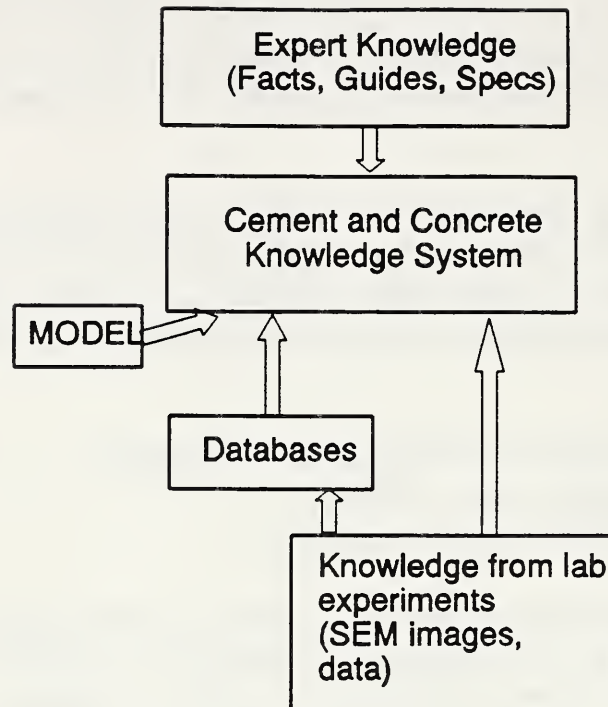 Expert Knowledge
(Facts, Guides, Specs)
Cement and Concrete
Knowledge System
MODEL
Databases
Knowledge from lab
experiments
(SEM images,
data)